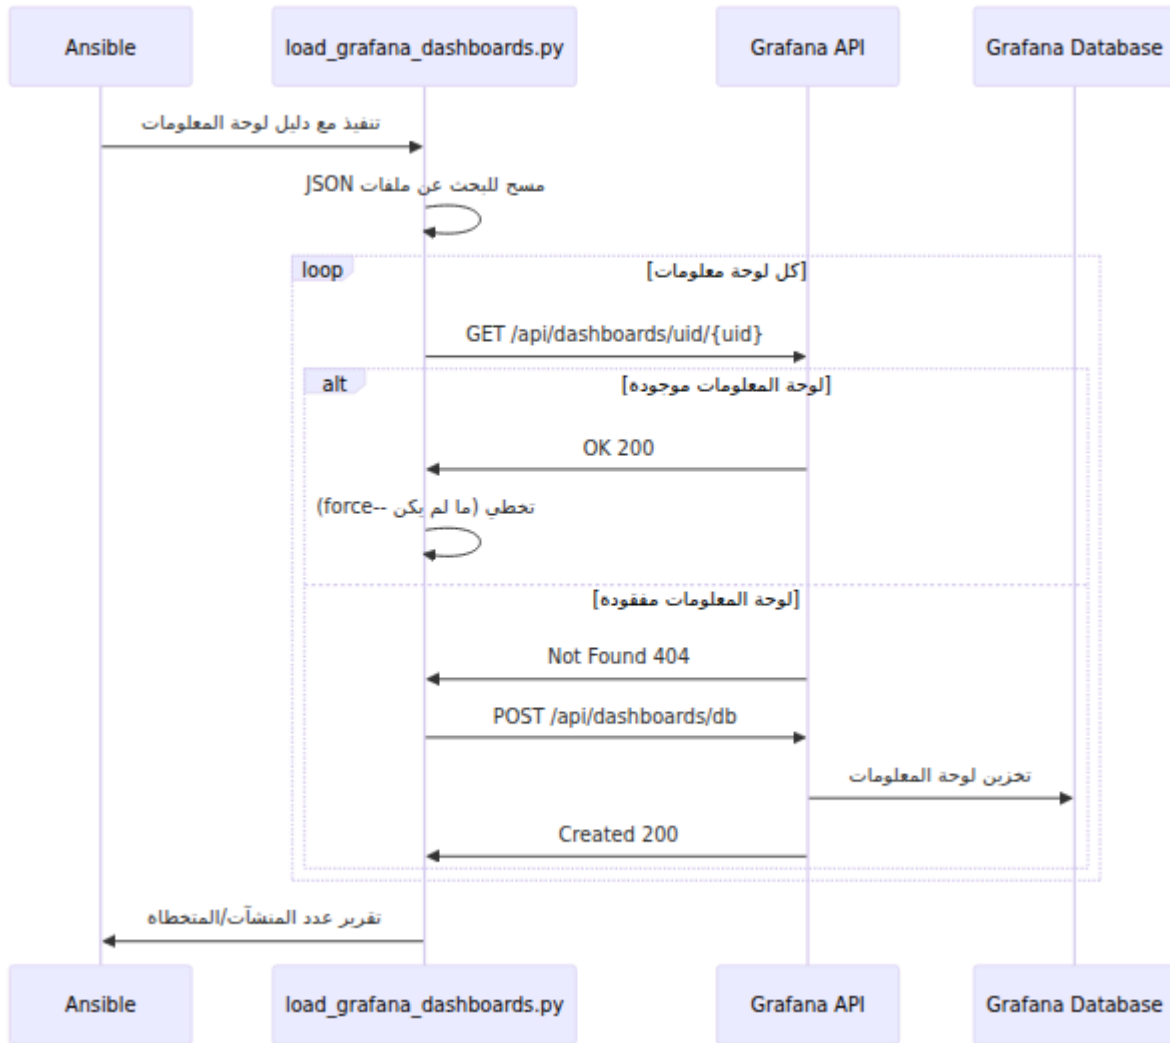 Ansible
load_grafana_dashboards.py
Grafana API
Grafana Database
تنفيذ مع دليل لوحة المعلومات
مسح للبحث عن ملفات JSON
loop
[كل لوحة معلومات]
GET /api/dashboards/uid/{uid}
alt
[لوحة المعلومات موجودة]
OK 200
تخطي (ما لم يكن --force)
[لوحة المعلومات مفقودة]
Not Found 404
POST /api/dashboards/db
تخزين لوحة المعلومات
Created 200
تقرير عدد المنشآت/المتخطاة
Ansible
load_grafana_dashboards.py
Grafana API
Grafana Database